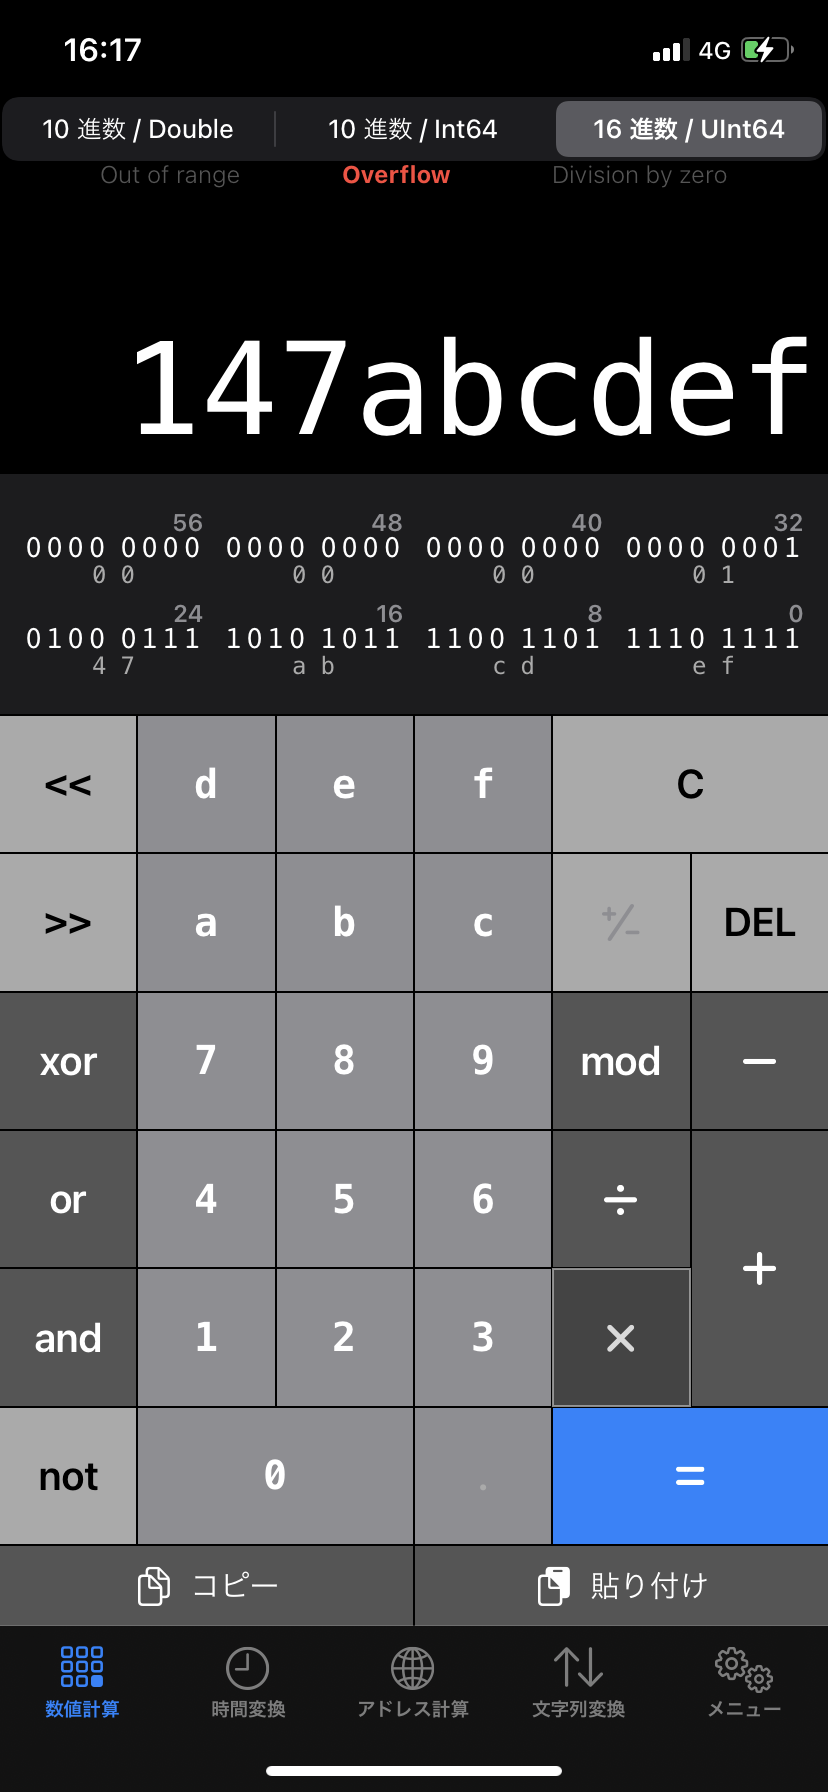 16:17 4G
10 進数 / Double 10 進数 / Int64 16 進数 / UInt64
Out of range Overflow Division by zero
147abcdef
56 48 40 32
0000 0000 0000 0000 0000 0000 0000 0001
0 0 0 0 0 0 0 1
24 16 8 0
0100 0111 1010 1011 1100 1101 1110 1111
4 7 a b c d e f
<< d e f C
>> a b c +/− DEL
xor 7 8 9 mod −
or 4 5 6 ÷ +
and 1 2 3 ×
not 0 . =
コピー 貼り付け
数値計算 時間変換 アドレス計算 文字列変換 メニュー